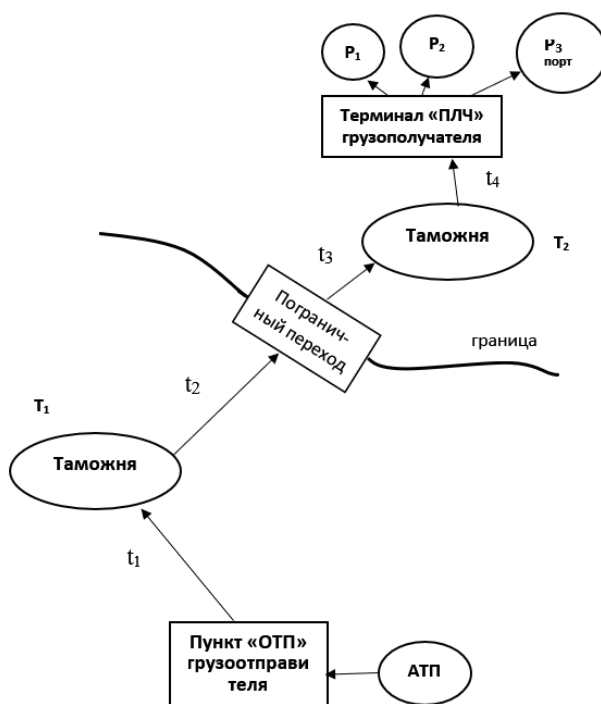 P₁
P₂
P₃
порт
Терминал «ПЛЧ»
грузополучателя
t₄
Таможня
T₂
t₃
Погранич-
ный переход
граница
t₂
T₁
Таможня
t₁
Пункт «ОТП»
грузоотправи
теля
АТП